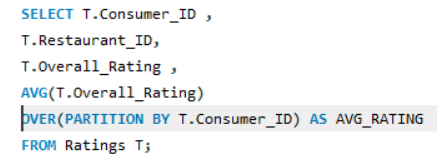 SELECT T.Consumer_ID ,
T.Restaurant_ID,
T.Overall_Rating ,
AVG(T.Overall_Rating)
OVER(PARTITION BY T.Consumer_ID) AS AVG_RATING
FROM Ratings T;